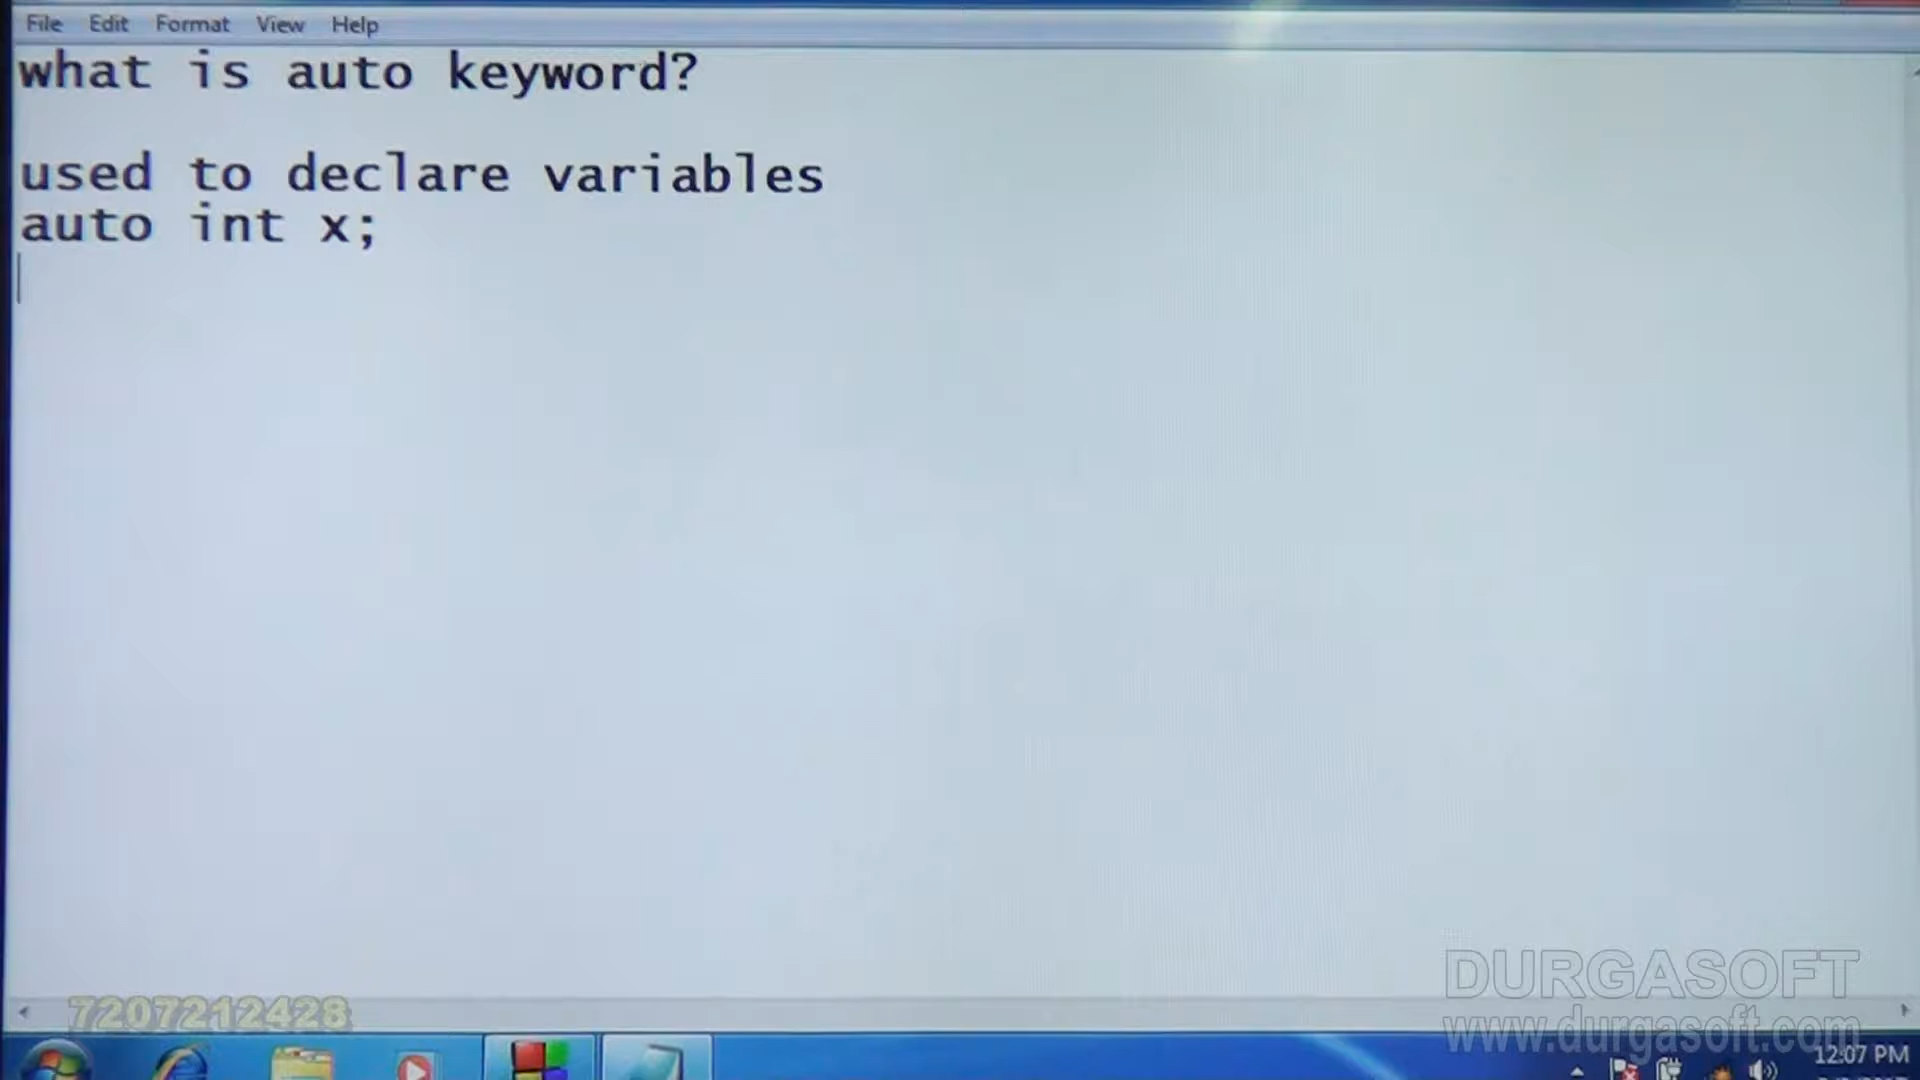 File Edit Format View Help
what is auto keyword?
used to declare variables
auto int x;
7207212428
DURGASOFT
www.durgasoft.com
12:07 PM